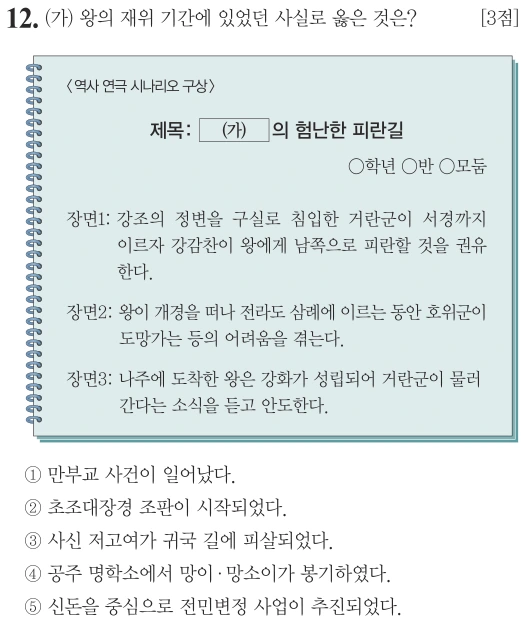 12. (가) 왕의 재위 기간에 있었던 사실로 옳은 것은? [3점]
〈역사 연극 시나리오 구상〉
제목: (가) 의 험난한 피란길
○학년 ○반 ○모둠
장면1: 강조의 정변을 구실로 침입한 거란군이 서경까지
이르자 강감찬이 왕에게 남쪽으로 피란할 것을 권유
한다.
장면2: 왕이 개경을 떠나 전라도 삼례에 이르는 동안 호위군이
도망가는 등의 어려움을 겪는다.
장면3: 나주에 도착한 왕은 강화가 성립되어 거란군이 물러
간다는 소식을 듣고 안도한다.
① 만부교 사건이 일어났다.
② 초조대장경 조판이 시작되었다.
③ 사신 저고여가 귀국 길에 피살되었다.
④ 공주 명학소에서 망이·망소이가 봉기하였다.
⑤ 신돈을 중심으로 전민변정 사업이 추진되었다.